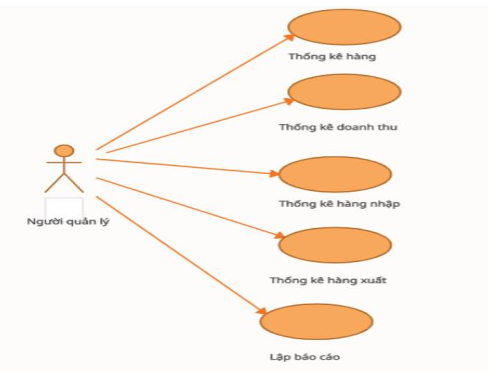 Thống kê hàng
Thống kê doanh thu
Thống kê hàng nhập
Người quản lý
Thống kê hàng xuất
Lập báo cáo